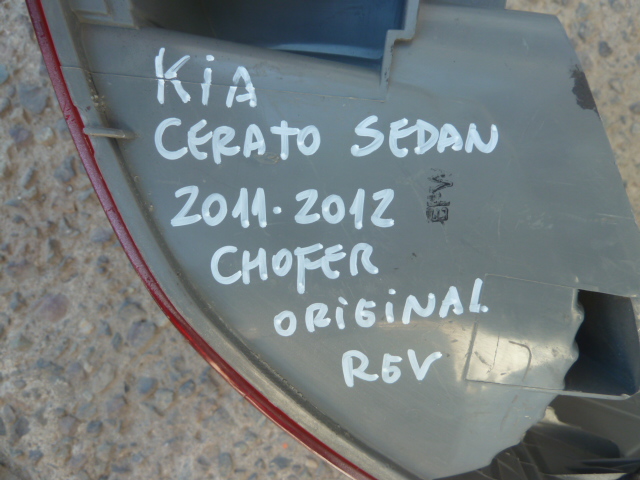 KiA
CERATO SEDAN
2011-2012
CHOFER
ORiGiNAL
REV